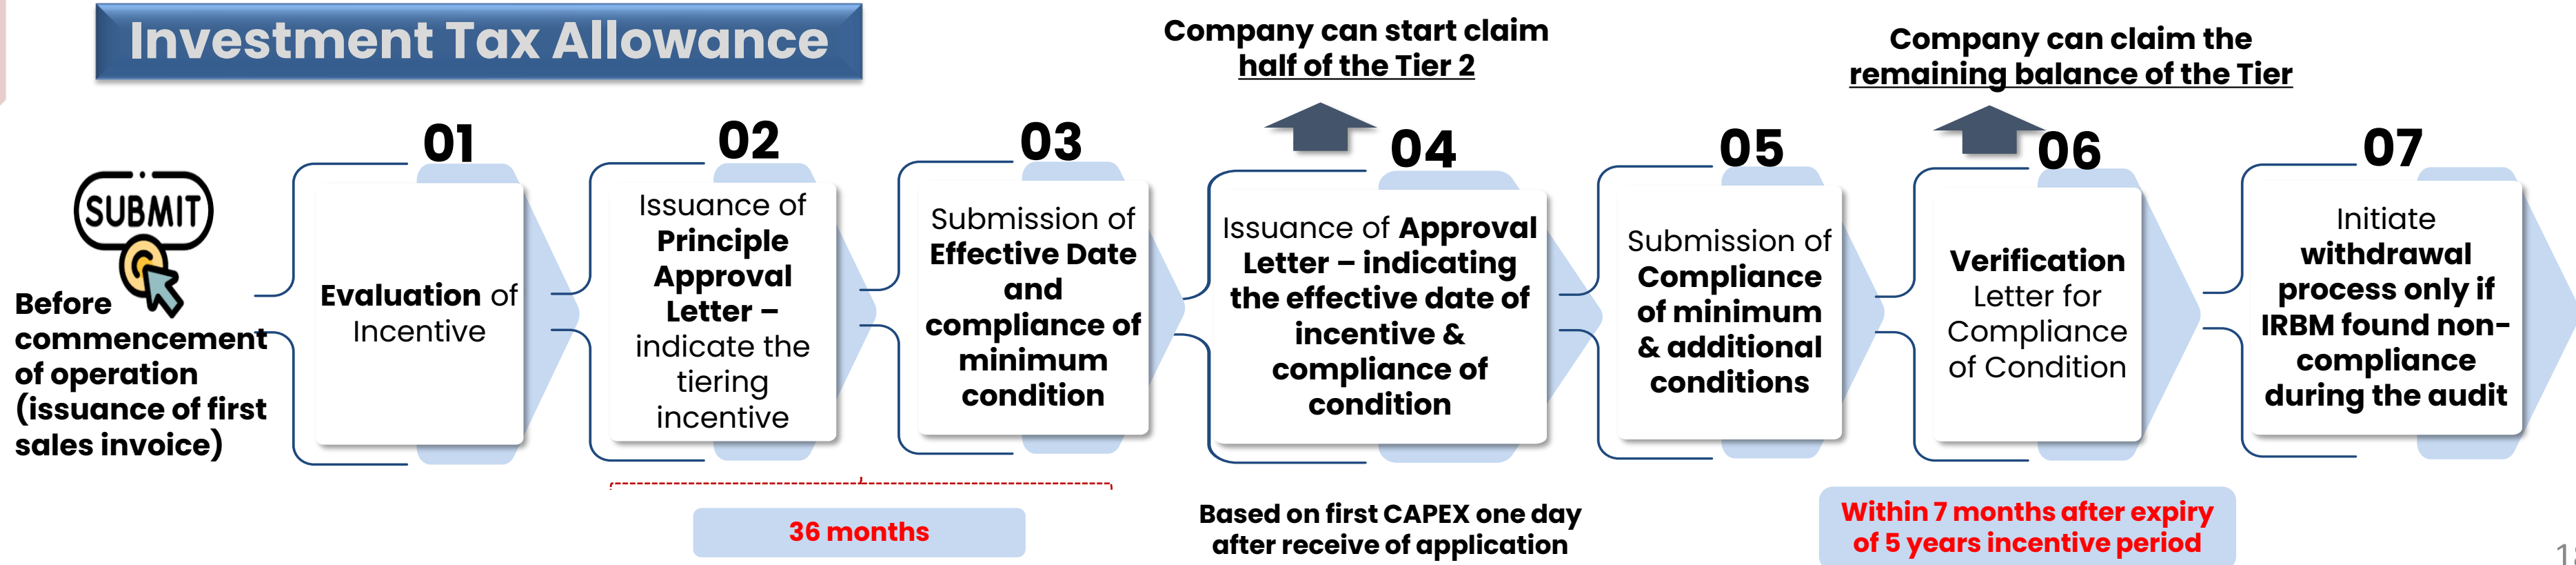 Investment Tax Allowance
Company can start claim
half of the Tier 2
Company can claim the
remaining balance of the Tier
SUBMIT
Before
commencement
of operation
(issuance of first
sales invoice)
01
Evaluation of
Incentive
02
Issuance of
Principle
Approval
Letter –
indicate the
tiering
incentive
03
Submission of
Effective Date
and
compliance of
minimum
condition
04
Issuance of Approval
Letter – indicating
the effective date of
incentive &
compliance of
condition
05
Submission of
Compliance
of minimum
& additional
conditions
06
Verification
Letter for
Compliance
of Condition
07
Initiate
withdrawal
process only if
IRBM found non-
compliance
during the audit
36 months
Based on first CAPEX one day
after receive of application
Within 7 months after expiry
of 5 years incentive period